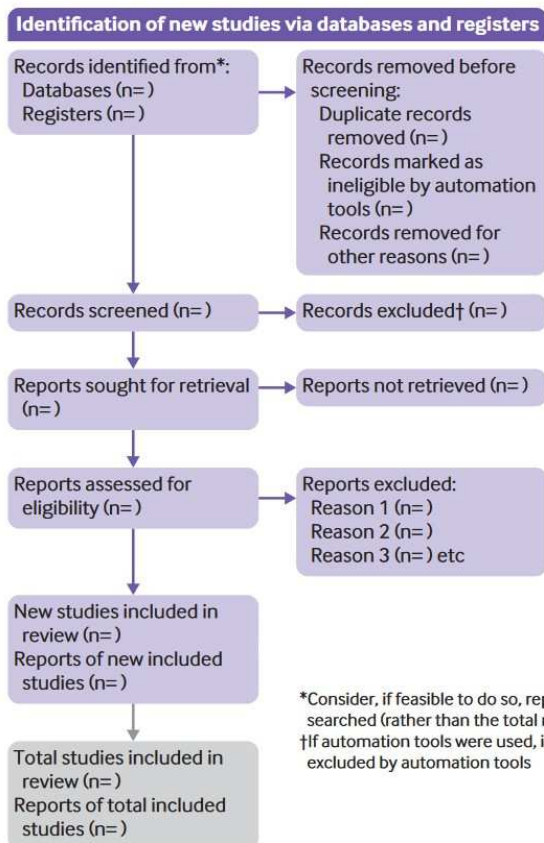 Identification of new studies via databases and registers
Records identified from*:
Databases (n= )
Registers (n= )
Records removed before
screening:
Duplicate records
removed (n= )
Records marked as
ineligible by automation
tools (n= )
Records removed for
other reasons (n= )
Records screened (n= )
Records excluded† (n= )
Reports sought for retrieval
(n= )
Reports not retrieved (n= )
Reports assessed for
eligibility (n= )
Reports excluded:
Reason 1 (n= )
Reason 2 (n= )
Reason 3 (n= ) etc
New studies included in
review (n= )
Reports of new included
studies (n= )
*Consider, if feasible to do so,
searched (rather than the total
†If automation tools were used,
excluded by automation tools
Total studies included in
review (n= )
Reports of total included
studies (n= )